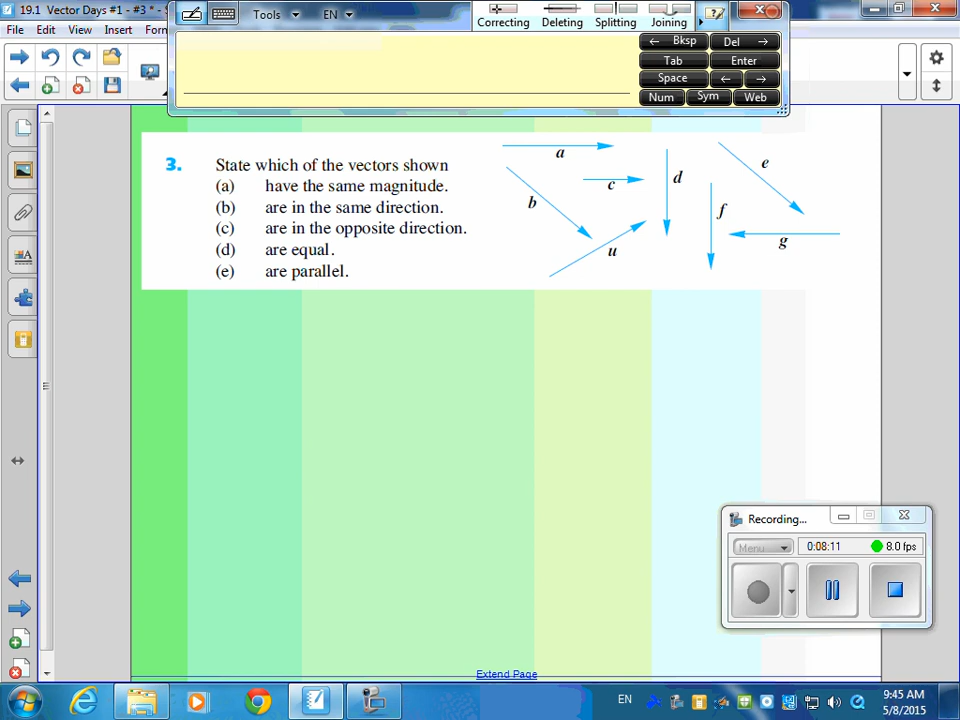 19.1 Vector Days #1 - #3 * - S
File Edit View Insert Forn
Tools EN
Correcting Deleting Splitting Joining
← Bksp Del →
Tab Enter
Space ← →
Num Sym Web
3. State which of the vectors shown
(a) have the same magnitude.
(b) are in the same direction.
(c) are in the opposite direction.
(d) are equal.
(e) are parallel.
a
b
c
d
e
f
u
g
Recording...
Menu 0:08:11 8.0 fps
Extend Page
EN 9:45 AM
5/8/2015